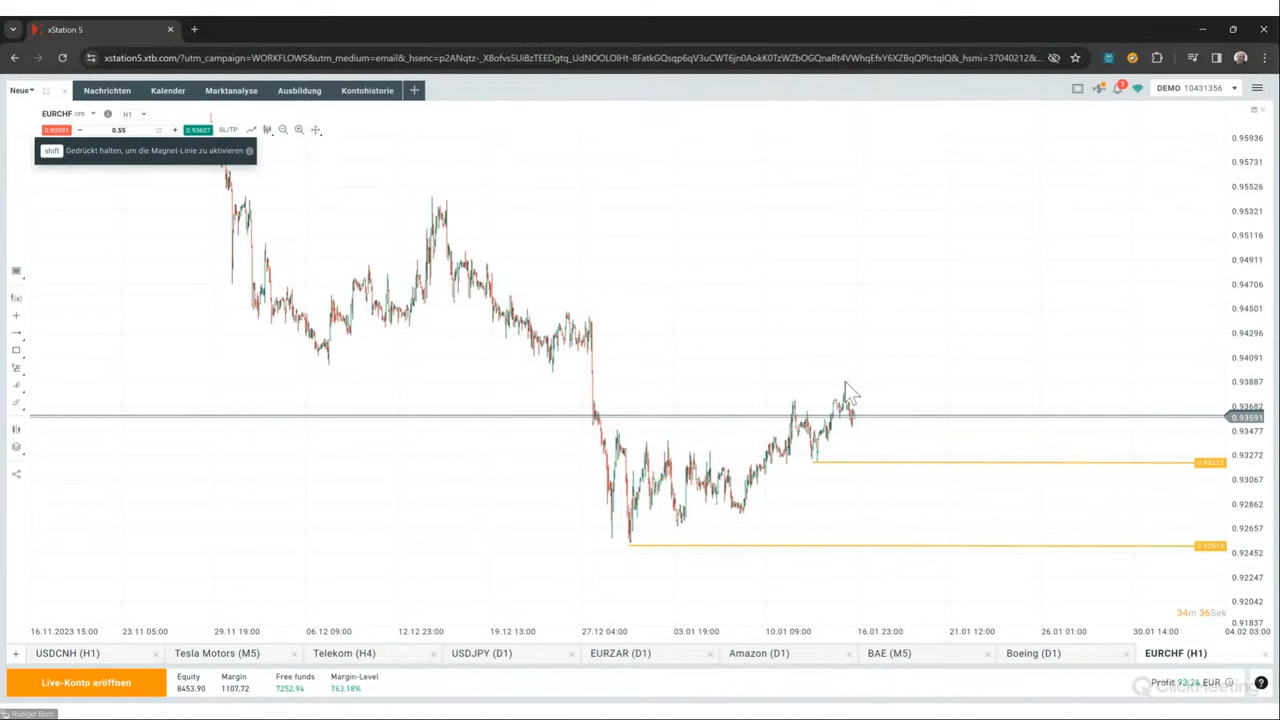 xStation 5
xstation5.xtb.com/?utm_campaign=WORKFLOWS&utm_medium=email&_hsenc=
Neue
Nachrichten
Kalender
Marktanalyse
Ausbildung
Kontohistorie
1
DEMO 10431356
EURCHF CFD
H1
0.93591
0.55
0.93607
SL/TP
shift Gedrückt halten, um die Magnet-Linie zu aktivieren
0.95936
0.95731
0.95526
0.95321
0.95116
0.94911
0.94706
0.94501
0.94296
0.94091
0.93887
0.93682
0.93591
0.93477
0.93272
0.93067
0.92862
0.92657
0.92452
0.92247
0.92042
0.91837
34m 36Sek
16.11.2023 15:00
23.11 05:00
29.11 19:00
06.12 09:00
12.12 23:00
19.12 13:00
27.12 04:00
03.01 19:00
10.01 09:00
16.01 23:00
21.01 12:00
26.01 03:00
30.01 14:00
04.02 03:00
USDCNH (H1)
Tesla Motors (M5)
Telekom (H4)
USDJPY (D1)
EURZAR (D1)
Amazon (D1)
BAE (M5)
Boeing (D1)
EURCHF (H1)
Live-Konto eröffnen
Equity
8453.90
Margin
1107.72
Free funds
7252.94
Margin-Level
763.18%
Profit 93,24 EUR
ClickMeeting
Rüdiger Born